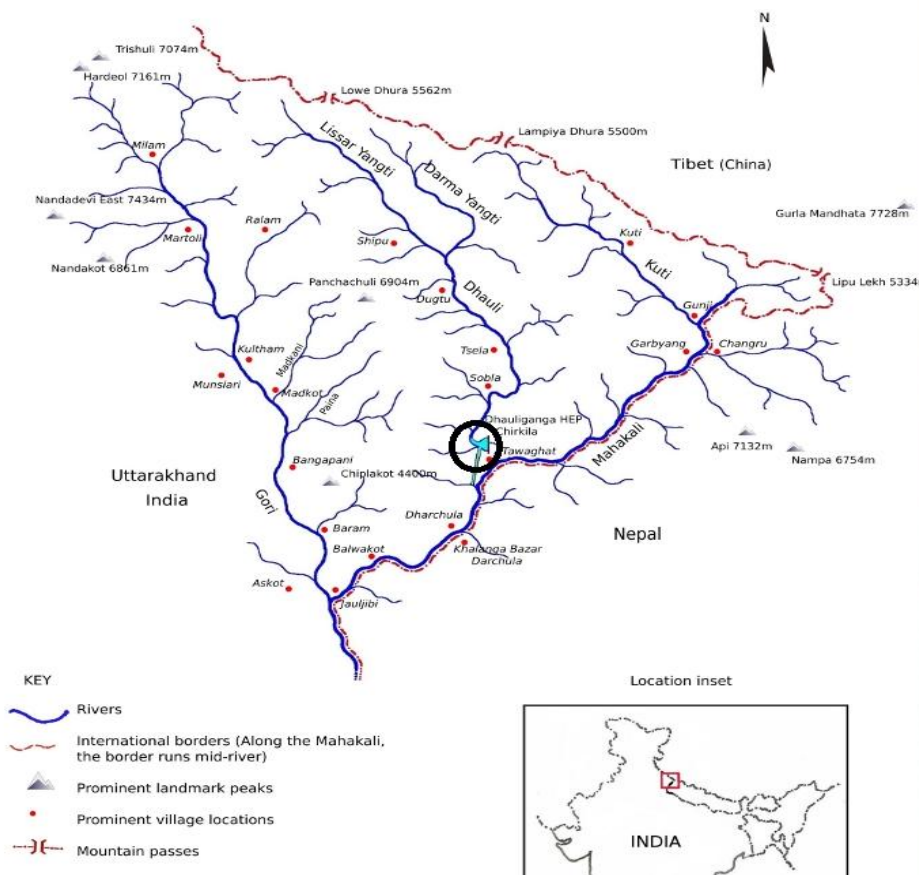 N
Trishuli 7074m
Hardeol 7161m
Lowe Dhura 5562m
Lampiya Dhura 5500m
Tibet (China)
Milam
Lissar Yangti
Darma Yangti
Nandadevi East 7434m
Gurla Mandhata 7728m
Martoli
Ralam
Shipu
Kuti
Kuti
Nandakot 6861m
Panchachuli 6904m
Lipu Lekh 5334
Dugtu
Dhauli
Gunji
Kultham
Madkani
Tsela
Garbyang
Changru
Munsiari
Madkot
Sobla
Paina
Dhauliganga HEP
Chirkila
Api 7132m
Nampa 6754m
Mahakali
Tawaghat
Bangapani
Chiplakot 4400m
Uttarakhand
India
Gori
Dharchula
Baram
Nepal
Balwakot
Khalanga Bazar
Darchula
Askot
Jauljibi
KEY
Rivers
International borders (Along the Mahakali,
the border runs mid-river)
Prominent landmark peaks
Prominent village locations
Mountain passes
Location inset
INDIA